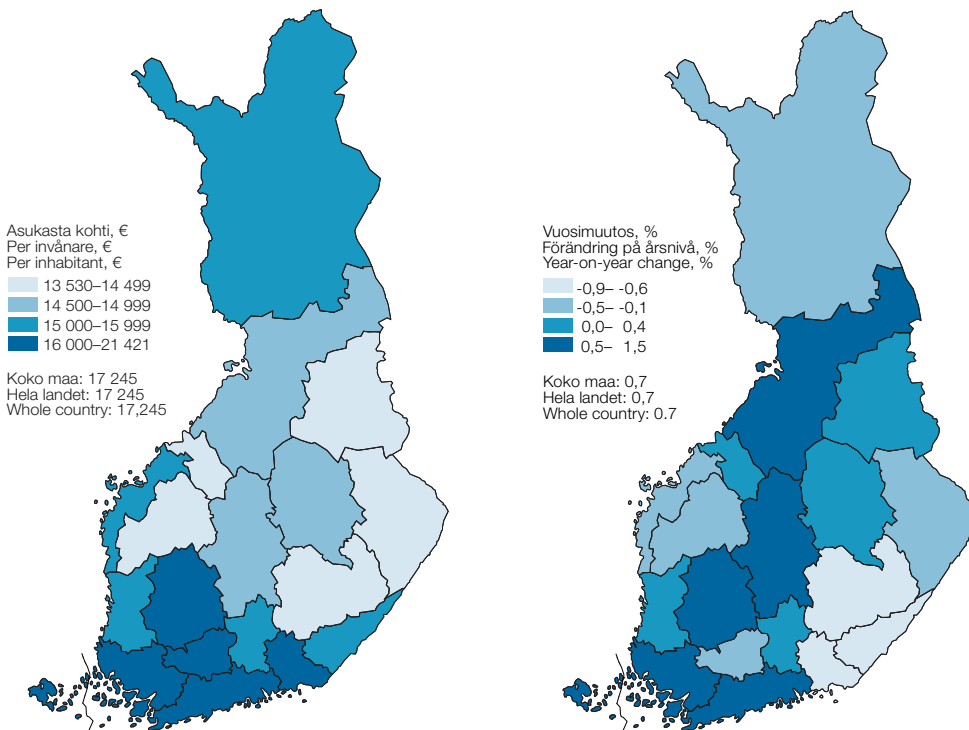 Asukasta kohti, €
Per invånare, €
Per inhabitant, €
13 530–14 499
14 500–14 999
15 000–15 999
16 000–21 421
Koko maa: 17 245
Hela landet: 17 245
Whole country: 17,245
Vuosimuutos, %
Förändring på årsnivå, %
Year-on-year change, %
-0,9– -0,6
-0,5– -0,1
0,0– 0,4
0,5– 1,5
Koko maa: 0,7
Hela landet: 0,7
Whole country: 0.7